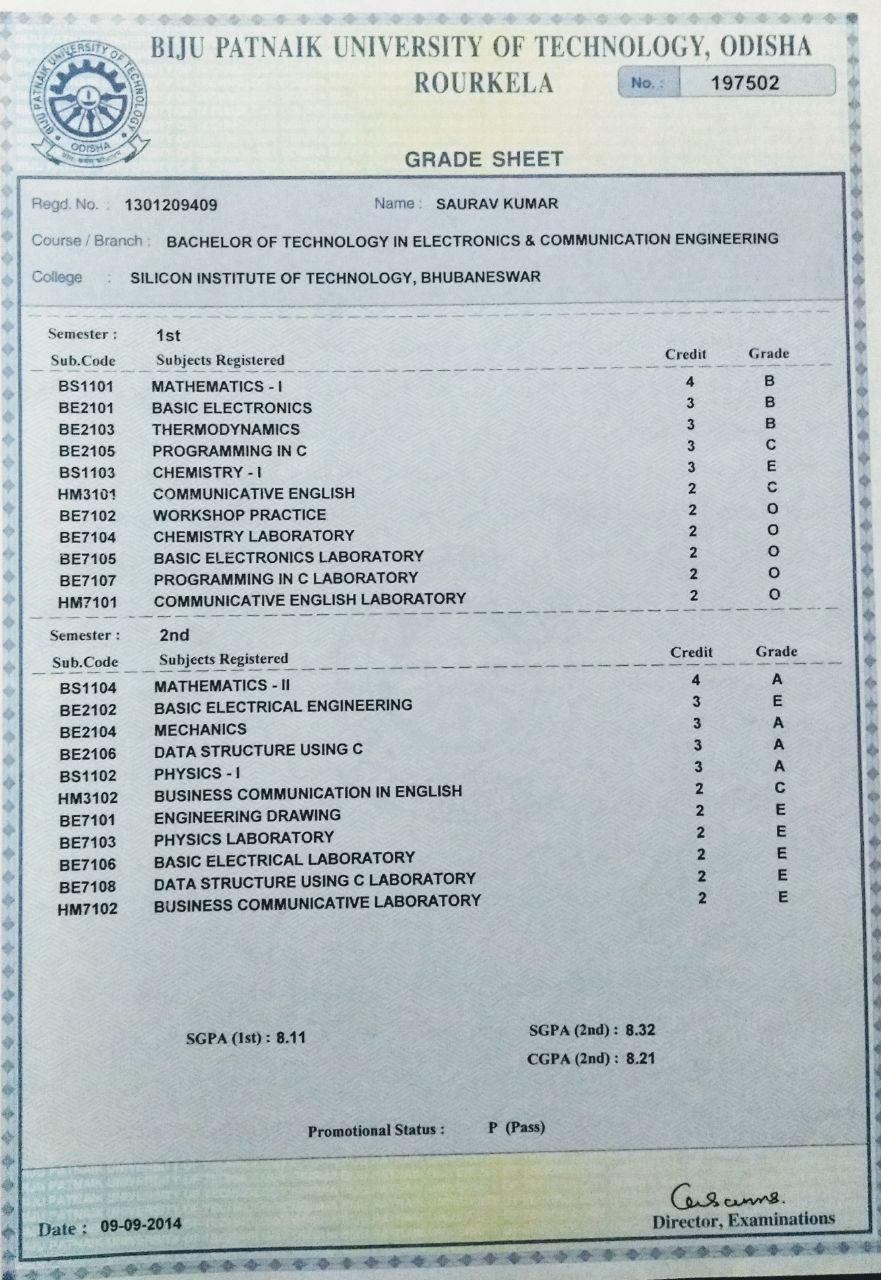 BIJU PATNAIK UNIVERSITY OF TECHNOLOGY, ODISHA
ROURKELA
No. : 197502
BIJU PATNAIK UNIVERSITY OF TECHNOLOGY
ODISHA
GRADE SHEET
Regd. No. : 1301209409 Name : SAURAV KUMAR
Course / Branch : BACHELOR OF TECHNOLOGY IN ELECTRONICS & COMMUNICATION ENGINEERING
College : SILICON INSTITUTE OF TECHNOLOGY, BHUBANESWAR
Semester : 1st
Sub.Code Subjects Registered Credit Grade
BS1101 MATHEMATICS - I 4 B
BE2101 BASIC ELECTRONICS 3 B
BE2103 THERMODYNAMICS 3 B
BE2105 PROGRAMMING IN C 3 C
BS1103 CHEMISTRY - I 3 E
HM3101 COMMUNICATIVE ENGLISH 2 C
BE7102 WORKSHOP PRACTICE 2 O
BE7104 CHEMISTRY LABORATORY 2 O
BE7105 BASIC ELECTRONICS LABORATORY 2 O
BE7107 PROGRAMMING IN C LABORATORY 2 O
HM7101 COMMUNICATIVE ENGLISH LABORATORY 2 O
Semester : 2nd
Sub.Code Subjects Registered Credit Grade
BS1104 MATHEMATICS - II 4 A
BE2102 BASIC ELECTRICAL ENGINEERING 3 E
BE2104 MECHANICS 3 A
BE2106 DATA STRUCTURE USING C 3 A
BS1102 PHYSICS - I 3 A
HM3102 BUSINESS COMMUNICATION IN ENGLISH 2 C
BE7101 ENGINEERING DRAWING 2 E
BE7103 PHYSICS LABORATORY 2 E
BE7106 BASIC ELECTRICAL LABORATORY 2 E
BE7108 DATA STRUCTURE USING C LABORATORY 2 E
HM7102 BUSINESS COMMUNICATIVE LABORATORY 2 E
SGPA (1st) : 8.11 SGPA (2nd) : 8.32
CGPA (2nd) : 8.21
Promotional Status : P (Pass)
Date : 09-09-2014 Director, Examinations